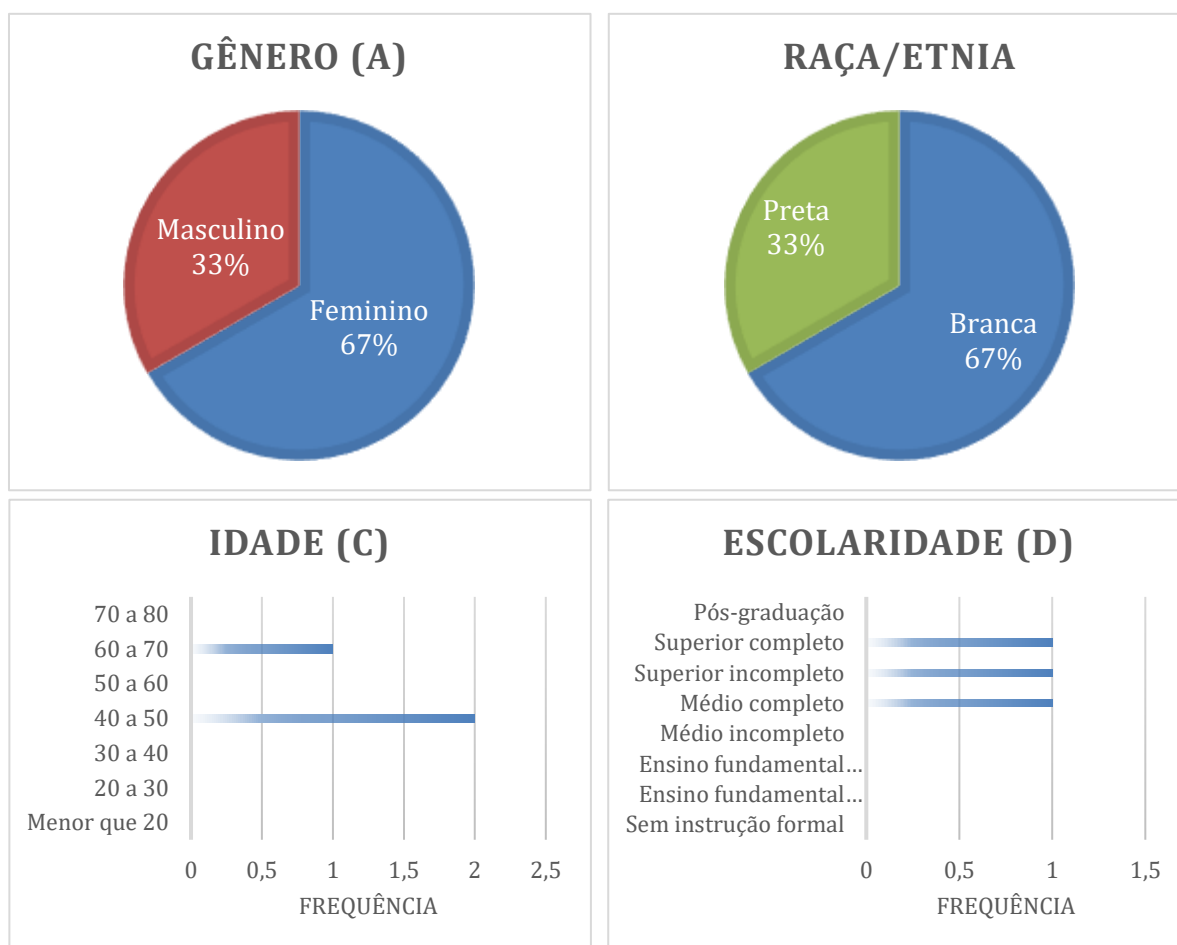 GÊNERO (A)
Masculino
33%
Feminino
67%
RAÇA/ETNIA
Preta
33%
Branca
67%
IDADE (C)
70 a 80
60 a 70
50 a 60
40 a 50
30 a 40
20 a 30
Menor que 20
0 0,5 1 1,5 2 2,5
FREQUÊNCIA
ESCOLARIDADE (D)
Pós-graduação
Superior completo
Superior incompleto
Médio completo
Médio incompleto
Ensino fundamental...
Ensino fundamental...
Sem instrução formal
0 0,5 1 1,5
FREQUÊNCIA